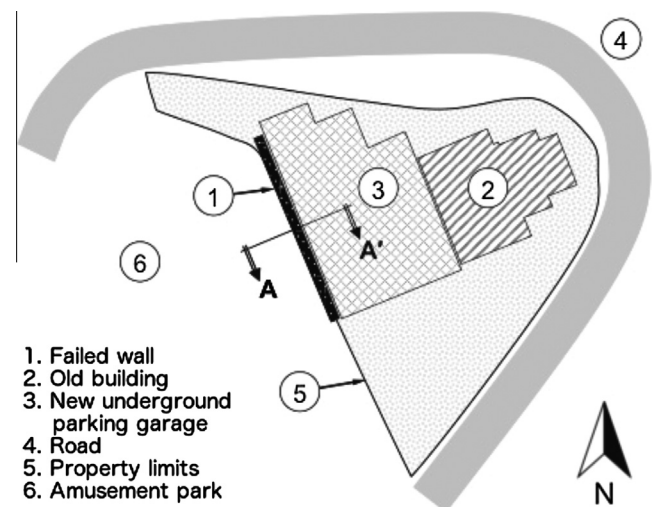 4
1
3
2
6
A
A'
5
1. Failed wall
2. Old building
3. New underground
parking garage
4. Road
5. Property limits
6. Amusement park
N